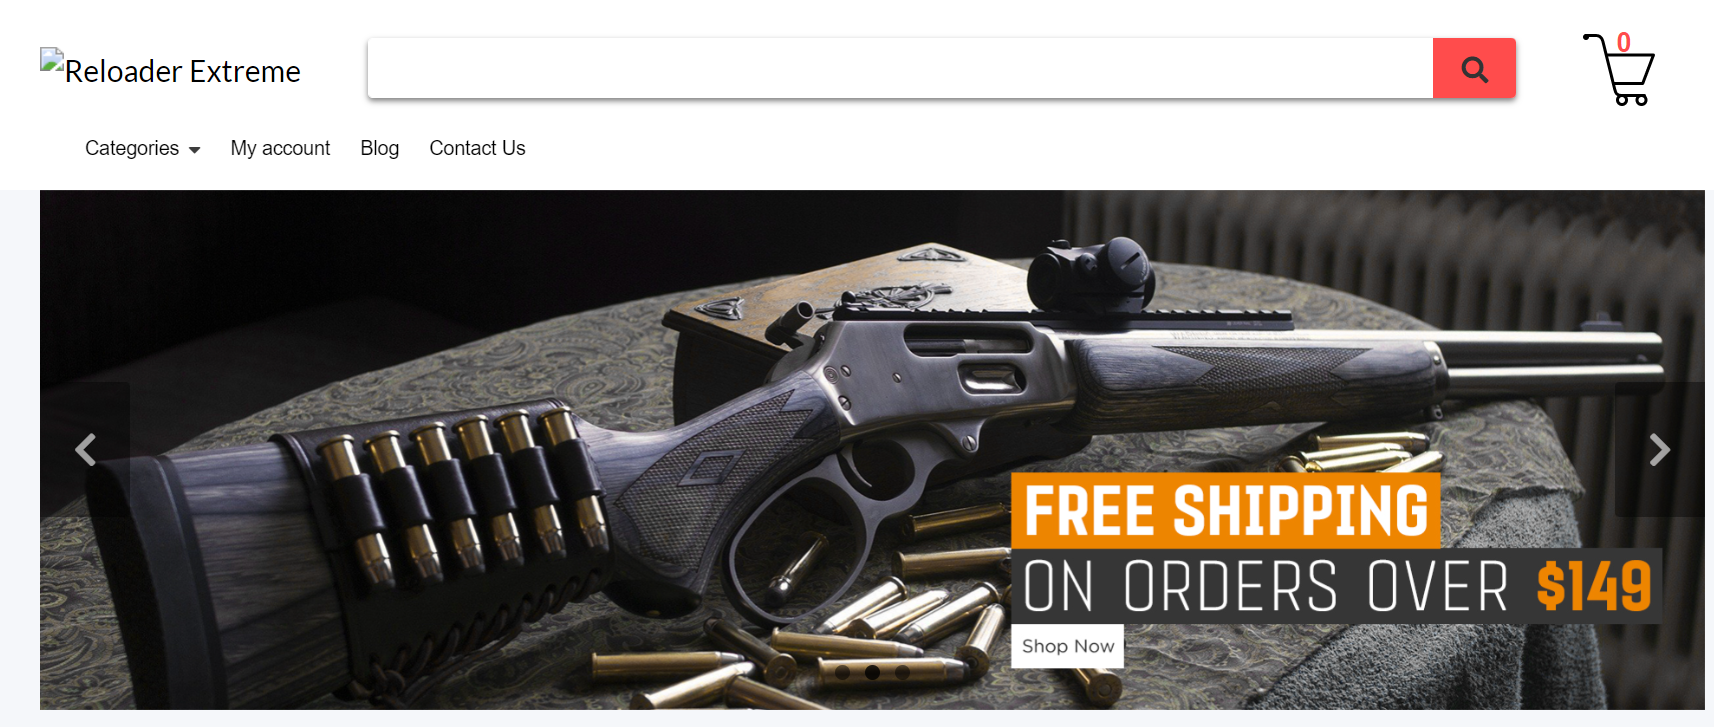 Reloader Extreme
0
Categories
My account
Blog
Contact Us
FREE SHIPPING
ON ORDERS OVER $149
Shop Now